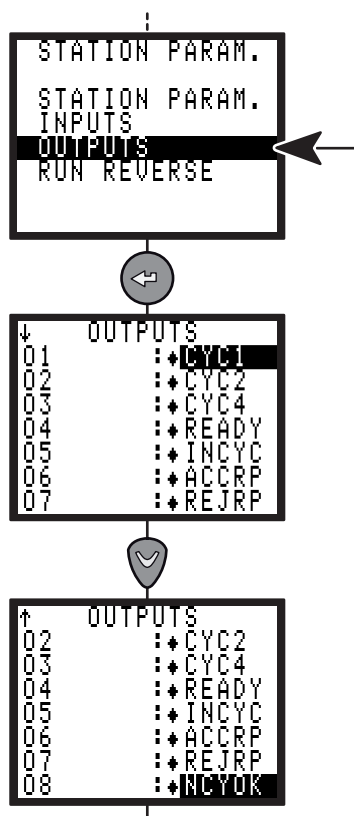 STATION PARAM.
STATION PARAM.
INPUTS
OUTPUTS
RUN REVERSE
↓ OUTPUTS
01 :♦CYC1
02 :♦CYC2
03 :♦CYC4
04 :♦READY
05 :♦INCYC
06 :♦ACCRP
07 :♦REJRP
↑ OUTPUTS
02 :♦CYC2
03 :♦CYC4
04 :♦READY
05 :♦INCYC
06 :♦ACCRP
07 :♦REJRP
08 :♦NCYOK